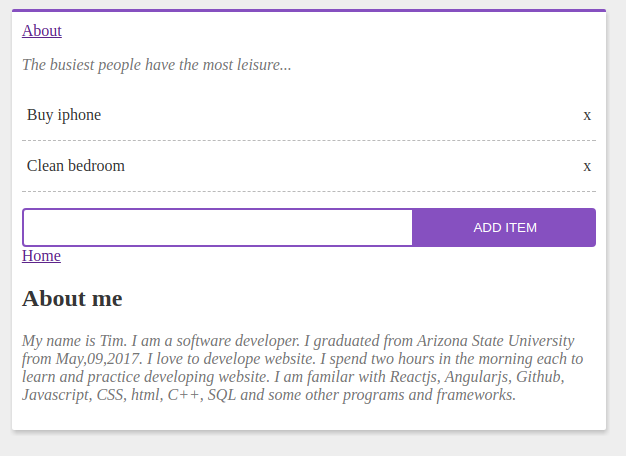 About
The busiest people have the most leisure...
Buy iphone x
Clean bedroom x
ADD ITEM
Home
About me
My name is Tim. I am a software developer. I graduated from Arizona State University
from May,09,2017. I love to develope website. I spend two hours in the morning each to
learn and practice developing website. I am familar with Reactjs, Angularjs, Github,
Javascript, CSS, html, C++, SQL and some other programs and frameworks.